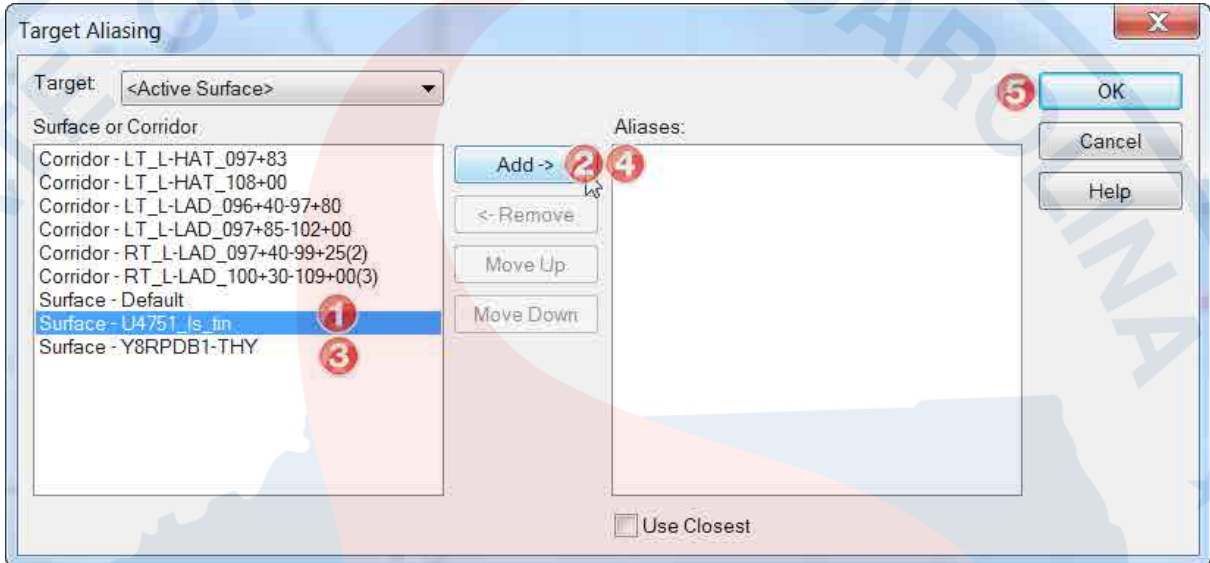 Target Aliasing
X
Target: <Active Surface>
Surface or Corridor
Corridor - LT_L-HAT_097+83
Corridor - LT_L-HAT_108+00
Corridor - LT_L-LAD_096+40-97+80
Corridor - LT_L-LAD_097+85-102+00
Corridor - RT_L-LAD_097+40-99+25(2)
Corridor - RT_L-LAD_100+30-109+00(3)
Surface - Default
Surface - U4751_ls_tin
1
Surface - Y8RPDB1-THY
3
Add ->
2
4
<- Remove
Move Up
Move Down
Aliases:
Use Closest
5
OK
Cancel
Help
CAROLINA